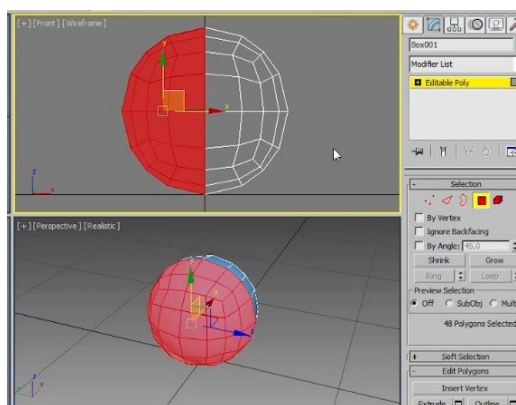 [+] [Front] [Wireframe]
y
x
z
x
[+] [Perspective] [Realistic]
y
z
z
x
Box001
Modifier List
Editable Poly
Selection
By Vertex
Ignore Backfacing
By Angle: 45.0
Shrink Grow
Ring Loop
Preview Selection
Off SubObj Mult
48 Polygons Selected
Soft Selection
Edit Polygons
Insert Vertex
Extrude Outline